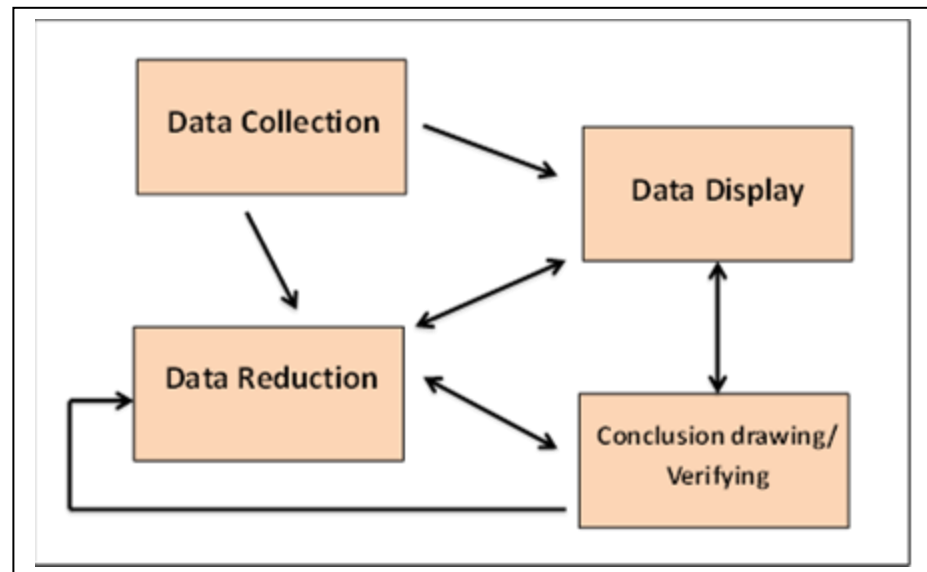 Data Collection
Data Display
Data Reduction
Conclusion drawing/
Verifying